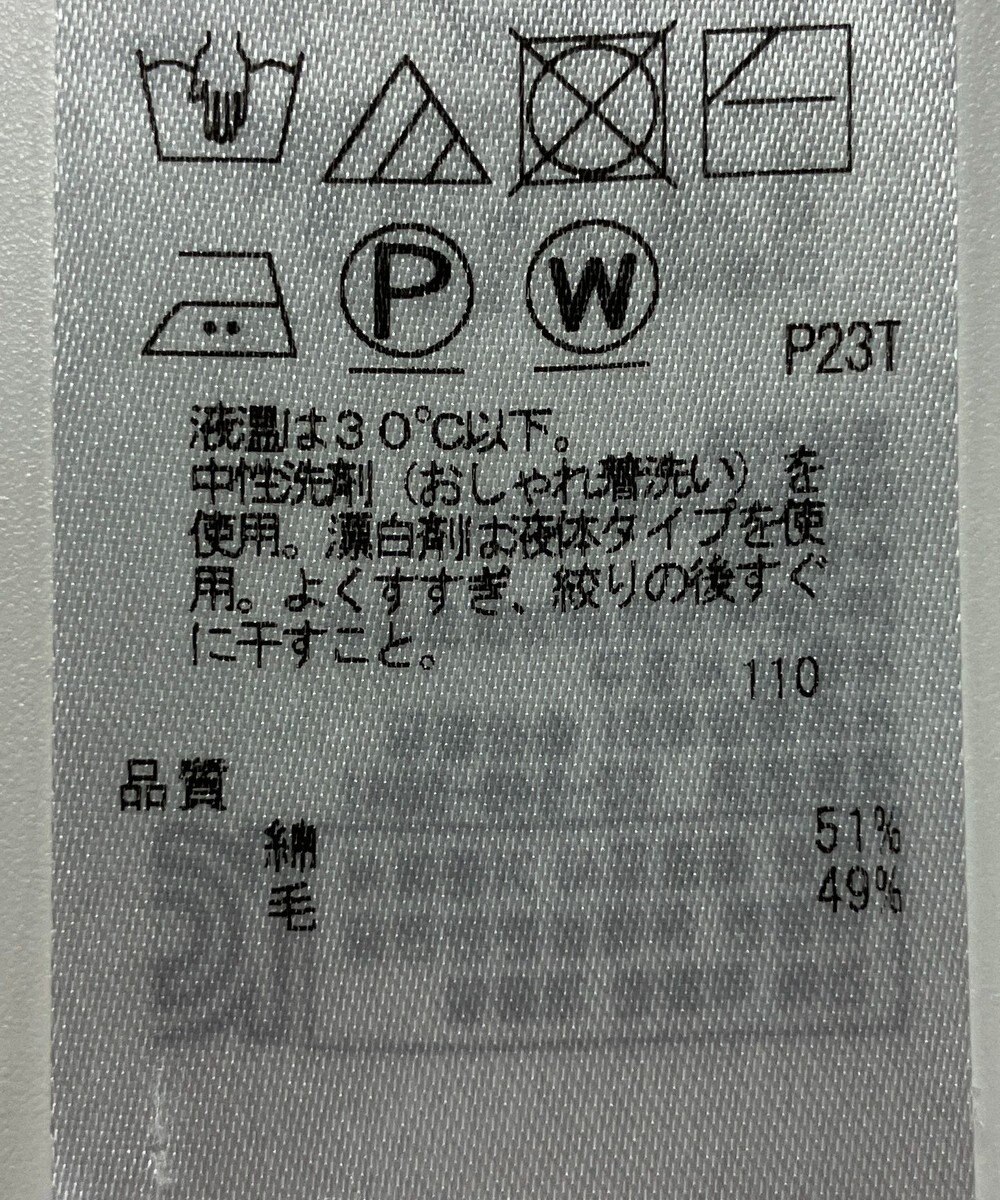 P
W
P23T
液温は30℃以下。
中性洗剤（おしゃれ着洗い）を
使用。漂白剤は液体タイプを使
用。よくすすぎ、絞りの後すぐ
に干すこと。
110
品質
綿 51%
毛 49%